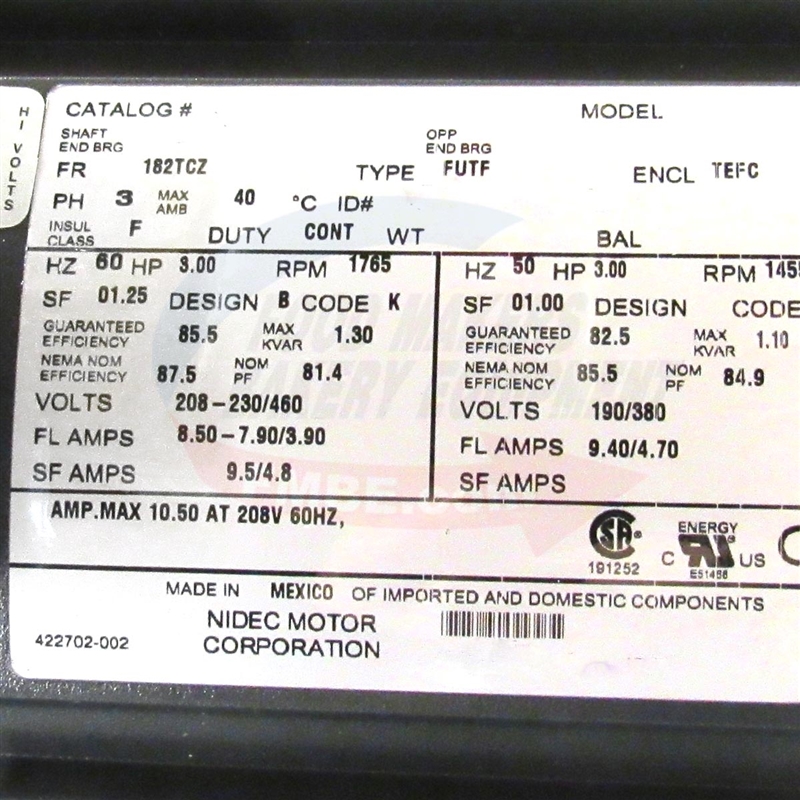 HI VOLTS
CATALOG # MODEL
SHAFT END BRG OPP END BRG
FR 182TCZ TYPE FUTF ENCL TEFC
PH 3 MAX AMB 40 °C ID#
INSUL CLASS F DUTY CONT WT BAL
HZ 60 HP 3.00 RPM 1765
SF 01.25 DESIGN B CODE K
GUARANTEED EFFICIENCY 85.5 MAX KVAR 1.30
NEMA NOM EFFICIENCY 87.5 NOM PF 81.4
VOLTS 208-230/460
FL AMPS 8.50-7.90/3.90
SF AMPS 9.5/4.8
HZ 50 HP 3.00 RPM 1455
SF 01.00 DESIGN CODE
GUARANTEED EFFICIENCY 82.5 MAX KVAR 1.10
NEMA NOM EFFICIENCY 85.5 NOM PF 84.9
VOLTS 190/380
FL AMPS 9.40/4.70
SF AMPS
AMP.MAX 10.50 AT 208V 60HZ,
SA 191252
ENERGY
C UL US
E51456
MADE IN MEXICO OF IMPORTED AND DOMESTIC COMPONENTS
NIDEC MOTOR
CORPORATION
422702-002